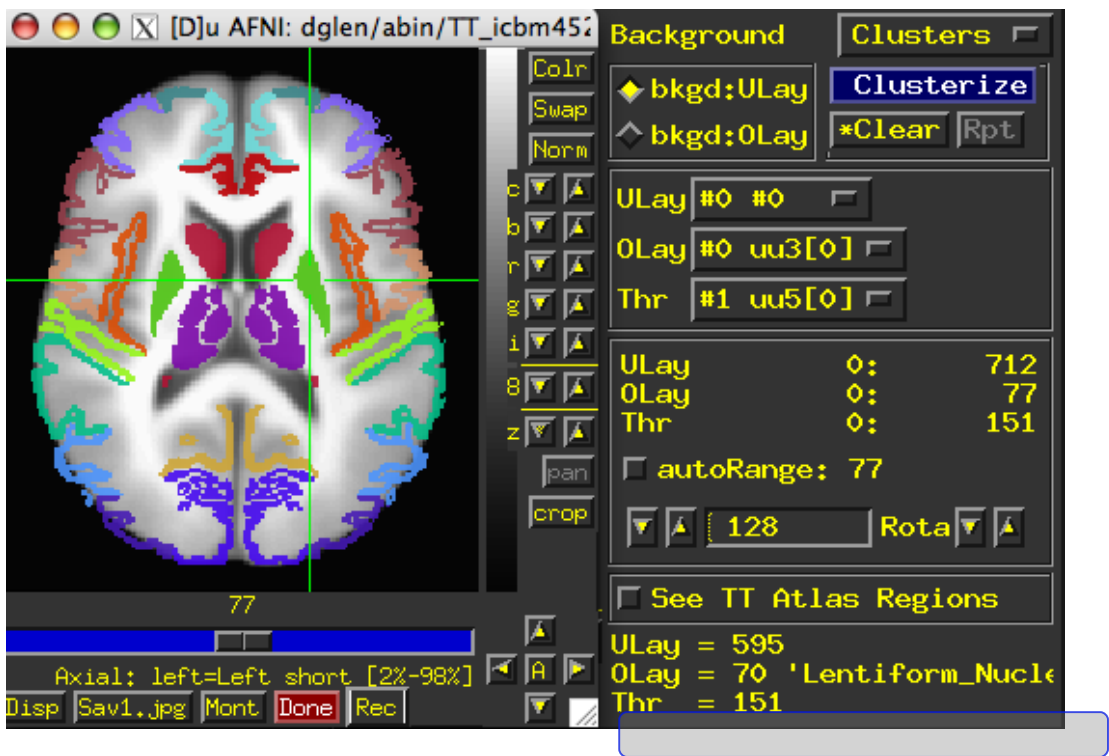 X [D]u AFNI: dglen/abin/TT_icbm452
Colr
Swap
Norm
c
b
r
g
i
8
z
pan
crop
77
Axial: left=Left short [2%-98%]
A
Disp Sav1.jpg Mont Done Rec
Background Clusters
bkgd:ULay
bkgd:OLay
Clusterize
*Clear Rpt
ULay #0 #0
OLay #0 uu3[0]
Thr #1 uu5[0]
ULay 0: 712
OLay 0: 77
Thr 0: 151
autoRange: 77
128 Rota
See TT Atlas Regions
ULay = 595
OLay = 70 'Lentiform_Nucle
Thr = 151